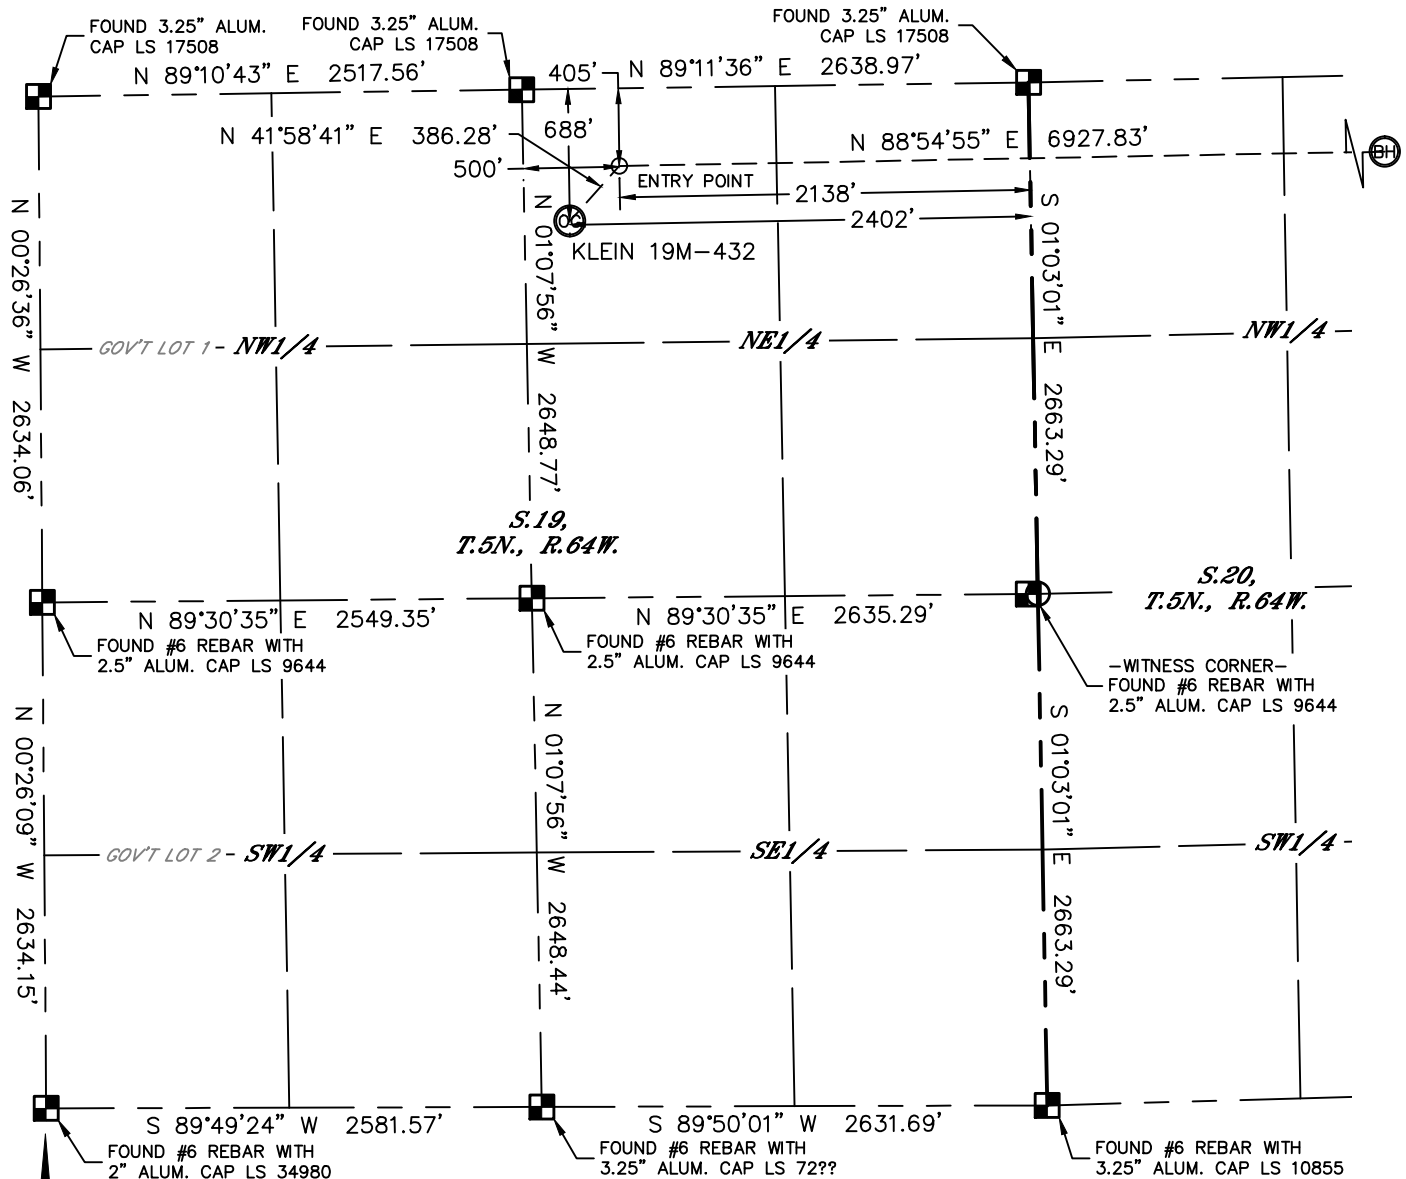 FOUND 3.25" ALUM.
CAP LS 17508
FOUND 3.25" ALUM.
CAP LS 17508
FOUND 3.25" ALUM.
CAP LS 17508
N 89°10'43" E 2517.56'
405'
N 89°11'36" E 2638.97'
N 41°58'41" E 386.28'
688'
N 88°54'55" E 6927.83'
BH
500'
ENTRY POINT
2138'
OG
2402'
KLEIN 19M-432
N 00°26'36" W 2634.06'
N 01°07'56" W 2648.77'
S 01°03'01" E 2663.29'
GOV'T LOT 1 - NW1/4
NE1/4
NW1/4
S.19,
T.5N., R.64W.
S.20,
T.5N., R.64W.
N 89°30'35" E 2549.35'
N 89°30'35" E 2635.29'
FOUND #6 REBAR WITH
2.5" ALUM. CAP LS 9644
FOUND #6 REBAR WITH
2.5" ALUM. CAP LS 9644
-WITNESS CORNER-
FOUND #6 REBAR WITH
2.5" ALUM. CAP LS 9644
N 00°26'09" W 2634.15'
N 01°07'56" W 2648.44'
S 01°03'01" E 2663.29'
GOV'T LOT 2 - SW1/4
SE1/4
SW1/4
S 89°49'24" W 2581.57'
S 89°50'01" W 2631.69'
FOUND #6 REBAR WITH
2" ALUM. CAP LS 34980
FOUND #6 REBAR WITH
3.25" ALUM. CAP LS 72??
FOUND #6 REBAR WITH
3.25" ALUM. CAP LS 10855